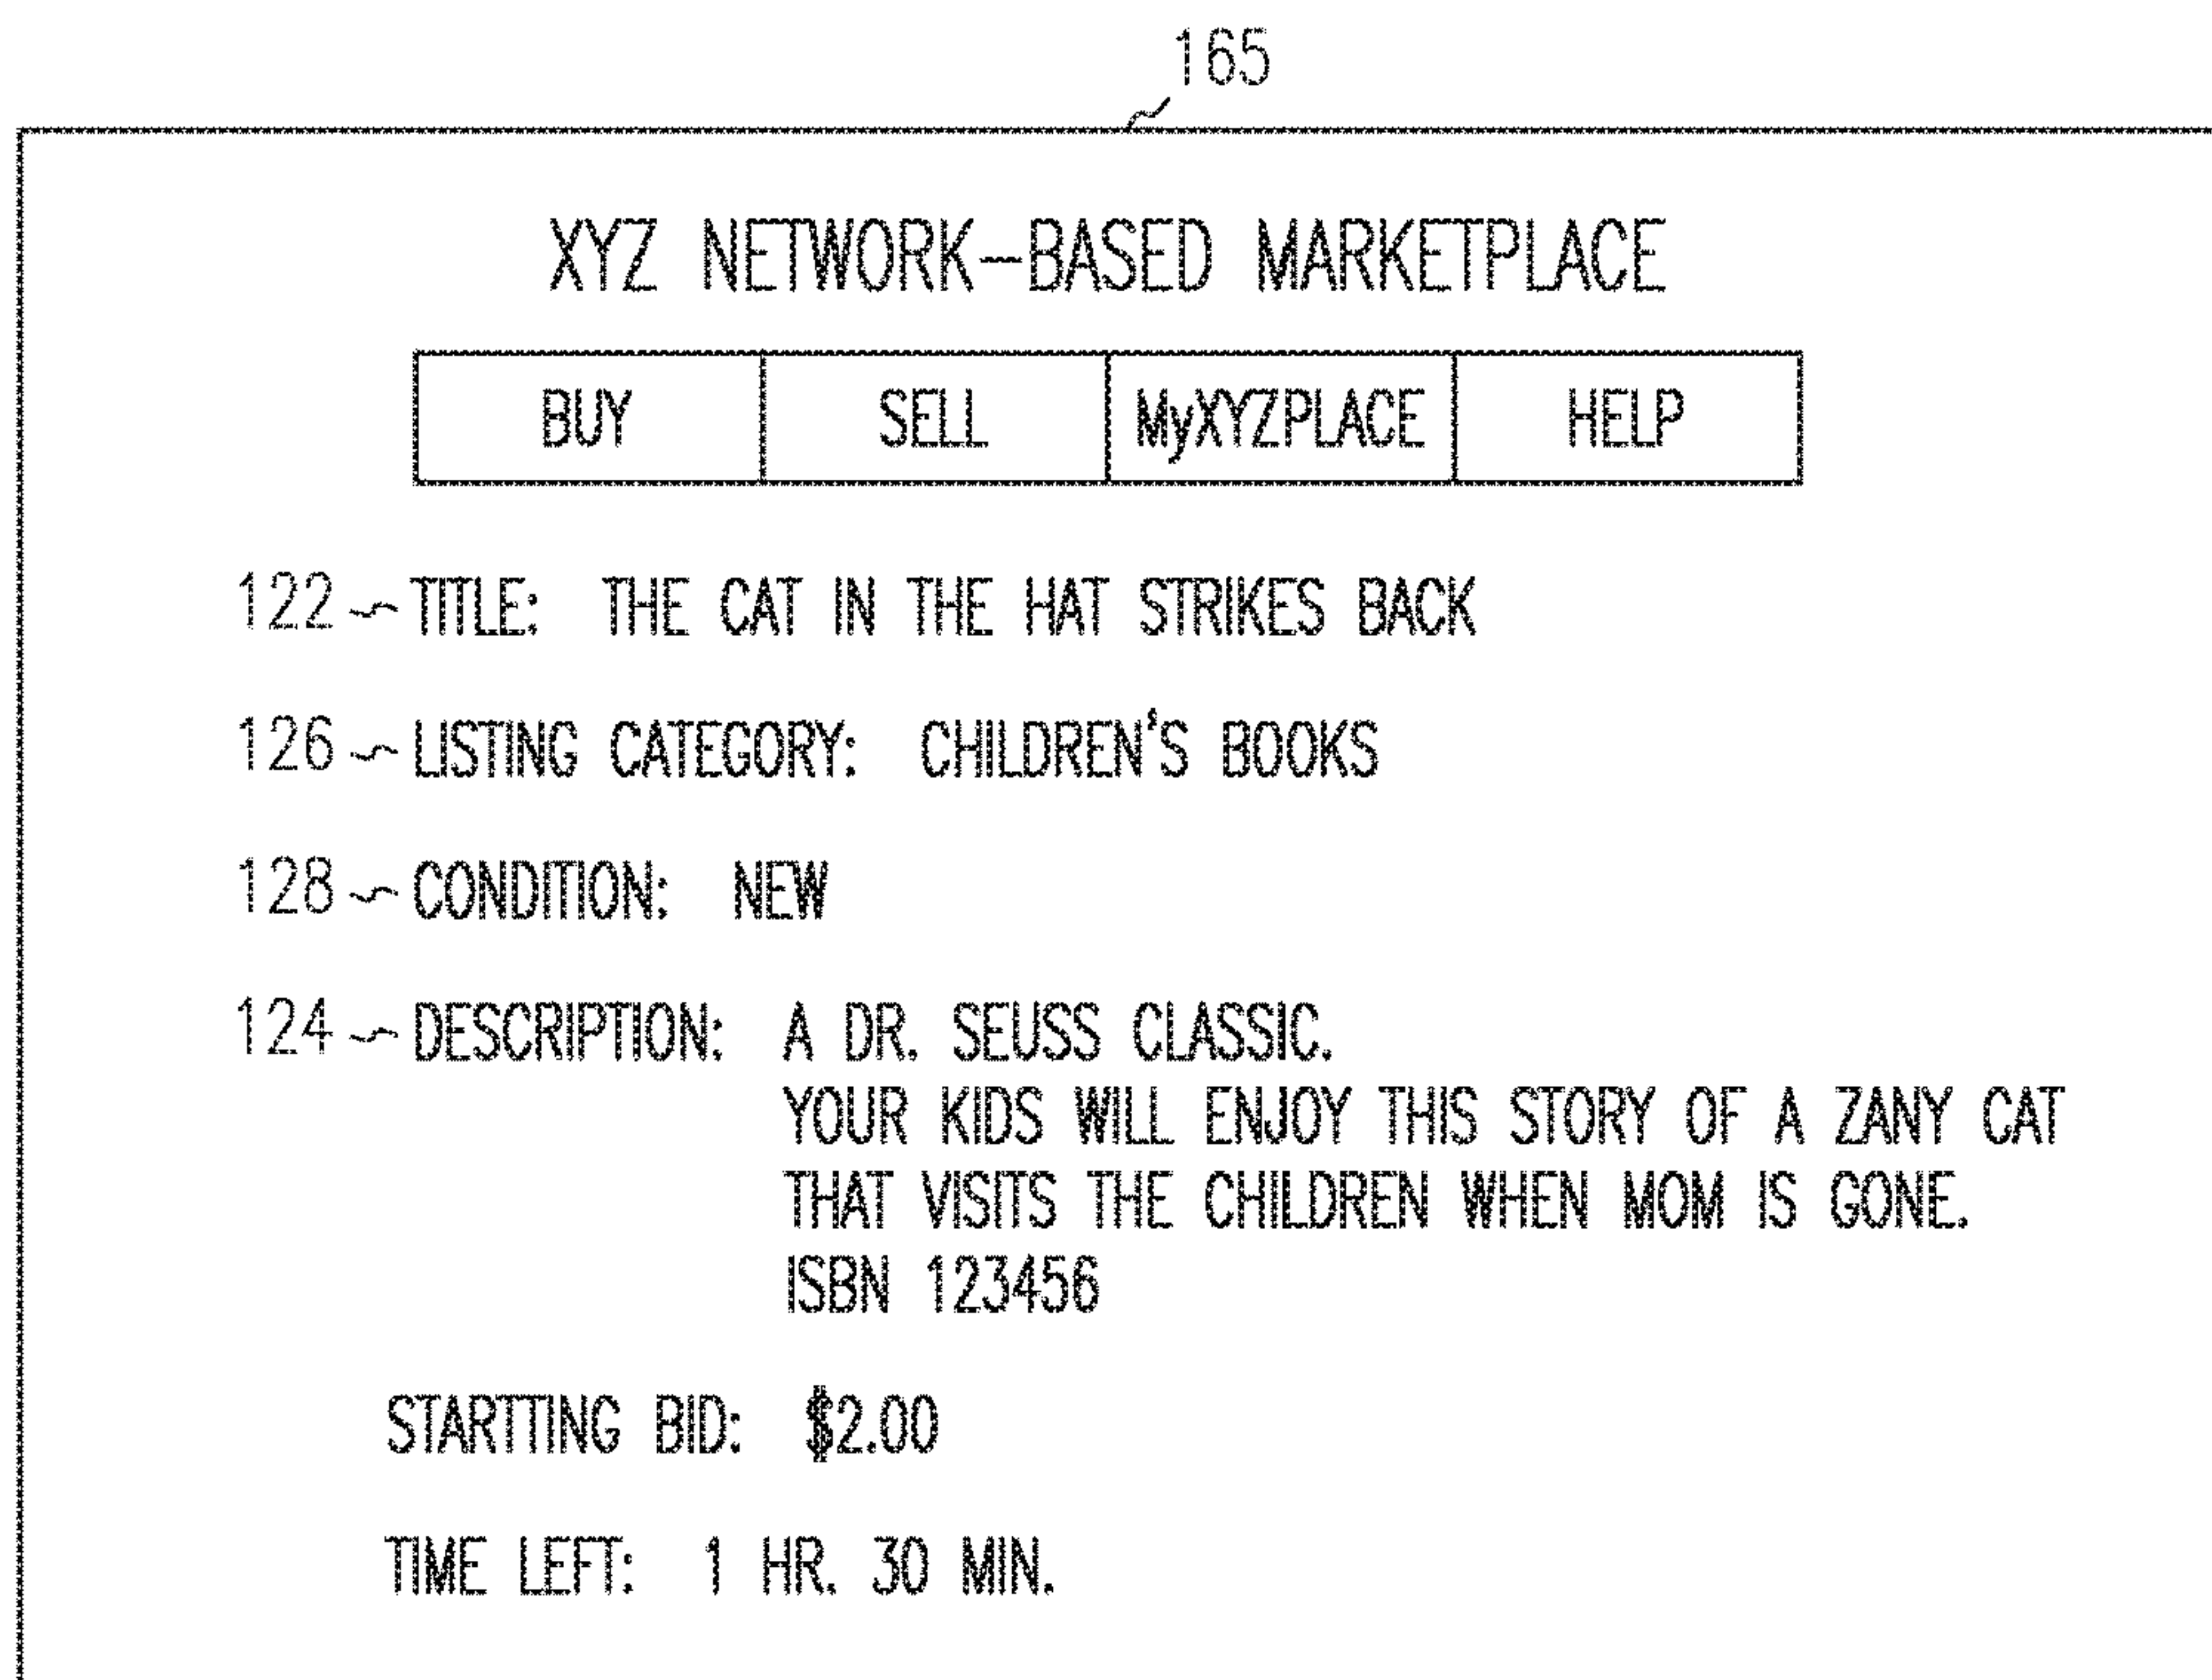 165
XYZ NETWORK-BASED MARKETPLACE
BUY SELL MyXYZPLACE HELP
122 TITLE: THE CAT IN THE HAT STRIKES BACK
126 LISTING CATEGORY: CHILDREN'S BOOKS
128 CONDITION: NEW
124 DESCRIPTION: A DR. SEUSS CLASSIC.
YOUR KIDS WILL ENJOY THIS STORY OF A ZANY CAT
THAT VISITS THE CHILDREN WHEN MOM IS GONE.
ISBN 123456
STARTTING BID: $2.00
TIME LEFT: 1 HR. 30 MIN.